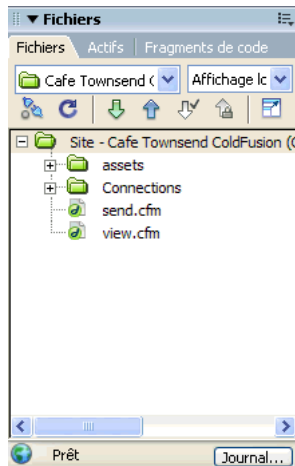 Fichiers
Fichiers Actifs Fragments de code
Cafe Townsend ( Affichage lc
Site - Cafe Townsend ColdFusion (
assets
Connections
send.cfm
view.cfm
Prêt Journal...